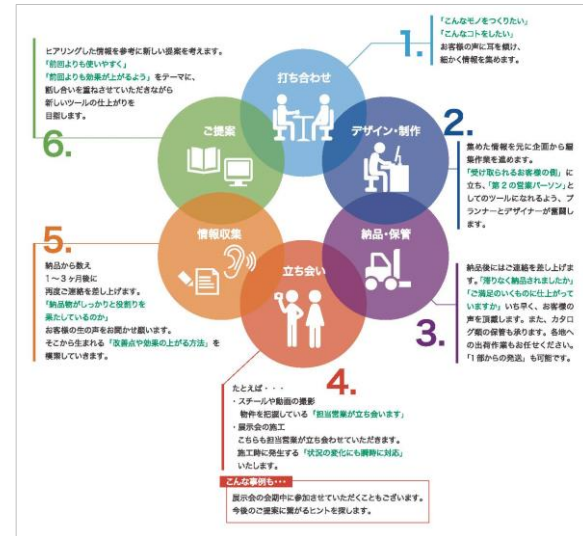 1.
「こんなモノをつくりたい」
「こんなコトをしたい」
お客様の声に耳を傾け、
細かく情報を集めます。
打ち合わせ
2.
デザイン・制作
集めた情報を元に企画から編
集作業を進めます。
「受け取られるお客様の側」に
立ち、「第2の営業パーソン」と
してのツールになれるよう、プ
ランナーとデザイナーが奮闘し
ます。
3.
納品・保管
納品後にはご連絡を差し上げま
す。「滞りなく納品されましたか」
「ご満足のいくものに仕上がって
いますか」いち早く、お客様の
声を頂戴します。また、カタロ
グ類の保管も承ります。各地へ
の出荷作業もお任せください。
「1部からの発送」も可能です。
4.
立ち会い
たとえば・・・
・スチールや動画の撮影
物件を把握している「担当営業が立ち会います」
・展示会の施工
こちらも担当営業が立ち会わせていただきます。
施工時に発生する「状況の変化にも瞬時に対応」
いたします。
こんな事例も・・・
展示会の会期中に参加させていただくこともございます。
今後のご提案に繋がるヒントを探します。
5.
情報収集
納品から数え
1〜3ヶ月後に
再度ご連絡を差し上げます。
「納品物がしっかりと役割りを
果たしているのか」
お客様の生の声をお聞かせ願います。
そこから生まれる「改善点や効果の上がる方法」を
模索していきます。
6.
ご提案
ヒアリングした情報を参考に新しい提案を考えます。
「前回よりも使いやすく」
「前回よりも効果が上がるよう」をテーマに、
話し合いを重ねさせていただきながら
新しいツールの仕上がりを
目指します。